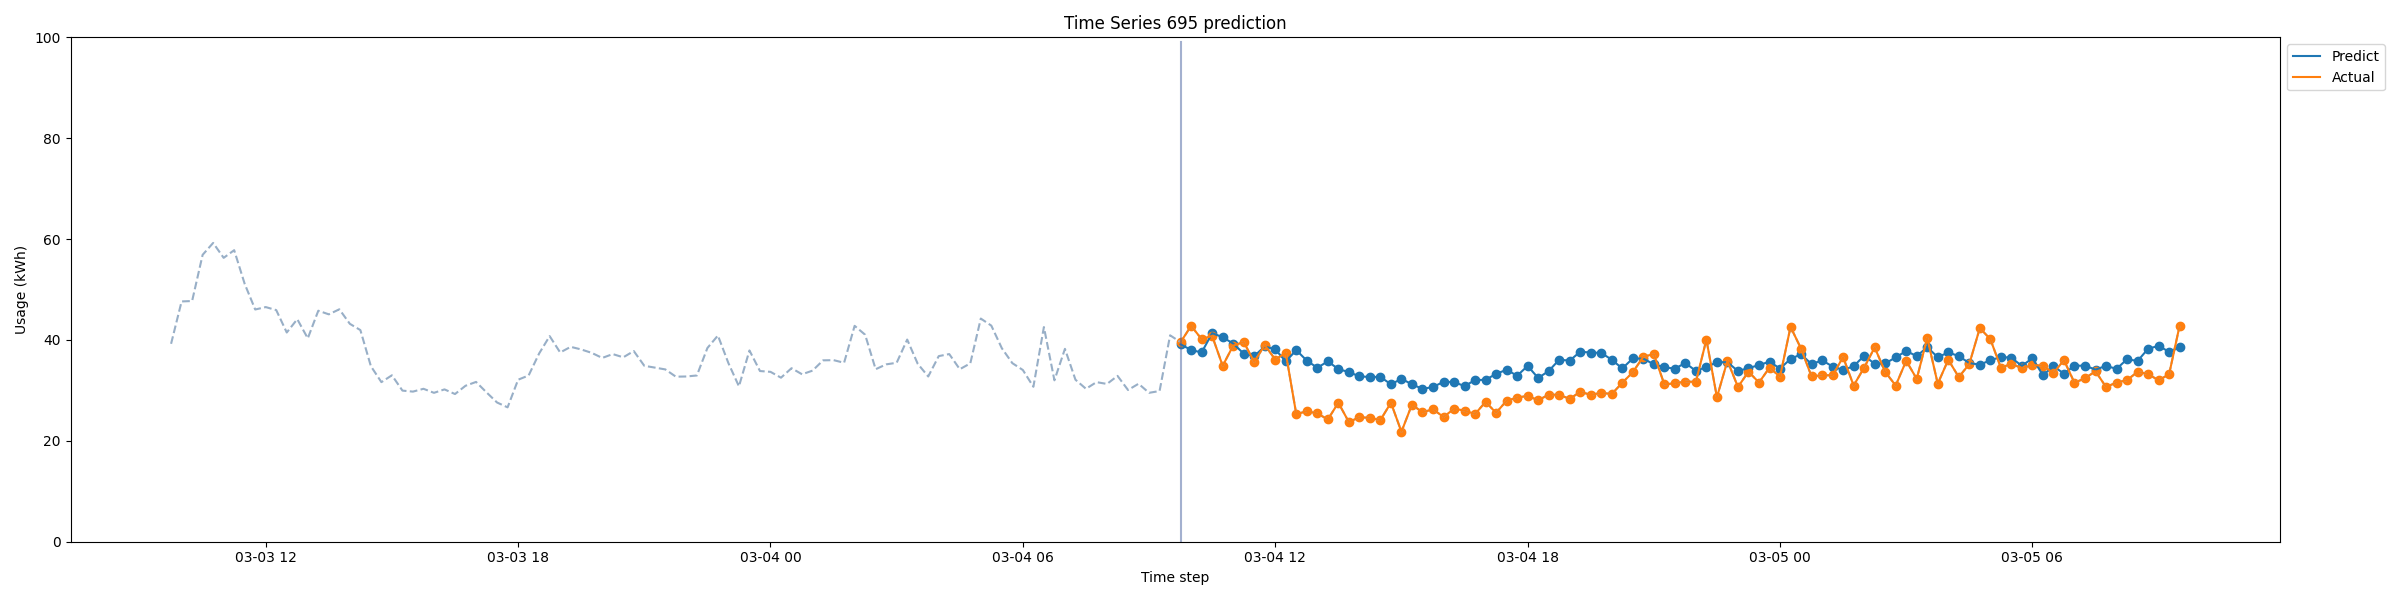 Time Series 695 prediction
100
80
60
40
20
0
Usage (kWh)
03-03 12
03-03 18
03-04 00
03-04 06
03-04 12
03-04 18
03-05 00
03-05 06
Time step
Predict
Actual